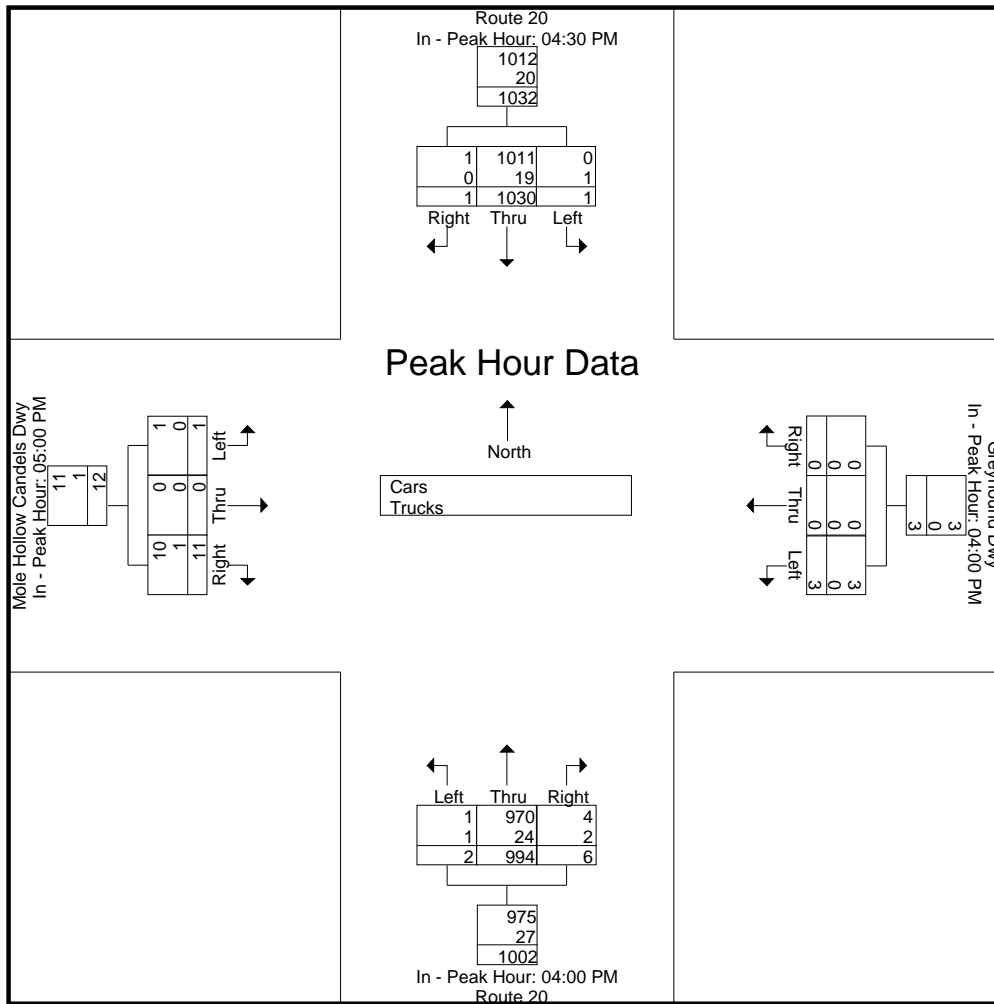 Route 20
In - Peak Hour: 04:30 PM
1012
20
1032
1 1011 0
0 19 1
1 1030 1
Right Thru Left
Peak Hour Data
North
Cars
Trucks
Mole Hollow Candels Dwy
In - Peak Hour: 05:00 PM
11
1
12
1 0 1
0 0 0
10 1 11
Left
Thru
Right
Right
Thru
Left
0 0 0
0 0 0
3 0 3
3 0 3
Greyhound Dwy
In - Peak Hour: 04:00 PM
Left Thru Right
1 970 4
1 24 2
2 994 6
975
27
1002
In - Peak Hour: 04:00 PM
Route 20